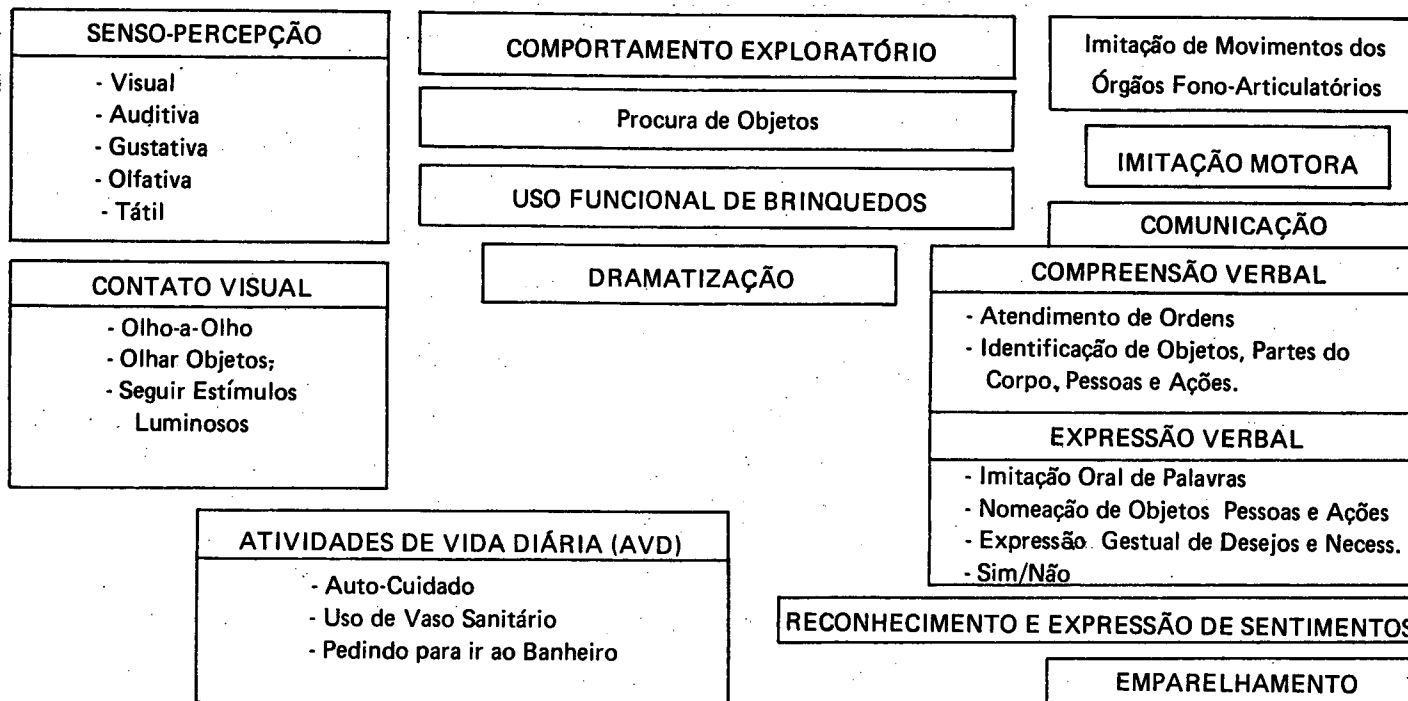 SENSO-PERCEPÇÃO
- Visual
- Auditiva
- Gustativa
- Olfativa
- Tátil
CONTATO VISUAL
- Olho-a-Olho
- Olhar Objetos;
- Seguir Estímulos
Luminosos
COMPORTAMENTO EXPLORATÓRIO
Procura de Objetos
USO FUNCIONAL DE BRINQUEDOS
DRAMATIZAÇÃO
Imitação de Movimentos dos
Órgãos Fono-Articulatórios
IMITAÇÃO MOTORA
COMUNICAÇÃO
COMPREENSÃO VERBAL
- Atendimento de Ordens
- Identificação de Objetos, Partes do
Corpo, Pessoas e Ações.
EXPRESSÃO VERBAL
- Imitação Oral de Palavras
- Nomeação de Objetos Pessoas e Ações
- Expressão Gestual de Desejos e Necess.
- Sim/Não
ATIVIDADES DE VIDA DIÁRIA (AVD)
- Auto-Cuidado
- Uso de Vaso Sanitário
- Pedindo para ir ao Banheiro
RECONHECIMENTO E EXPRESSÃO DE SENTIMENTOS
EMPARELHAMENTO